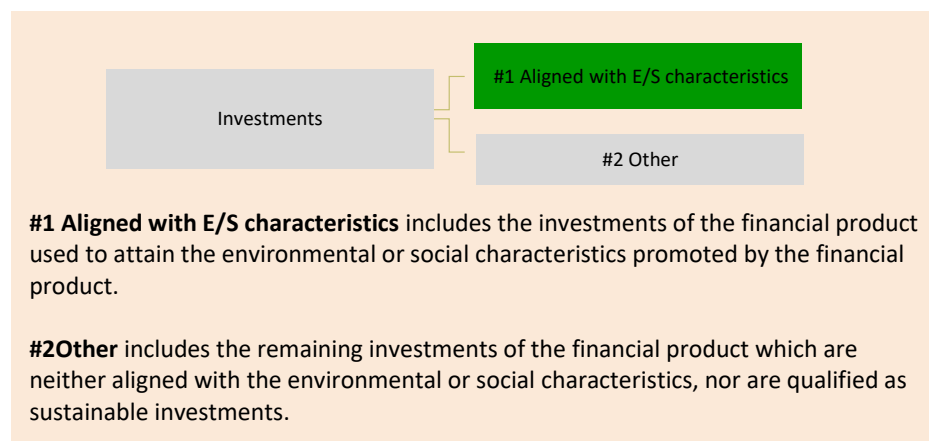 #1 Aligned with E/S characteristics
Investments
#2 Other
#1 Aligned with E/S characteristics includes the investments of the financial product
used to attain the environmental or social characteristics promoted by the financial
product.
#2Other includes the remaining investments of the financial product which are
neither aligned with the environmental or social characteristics, nor are qualified as
sustainable investments.